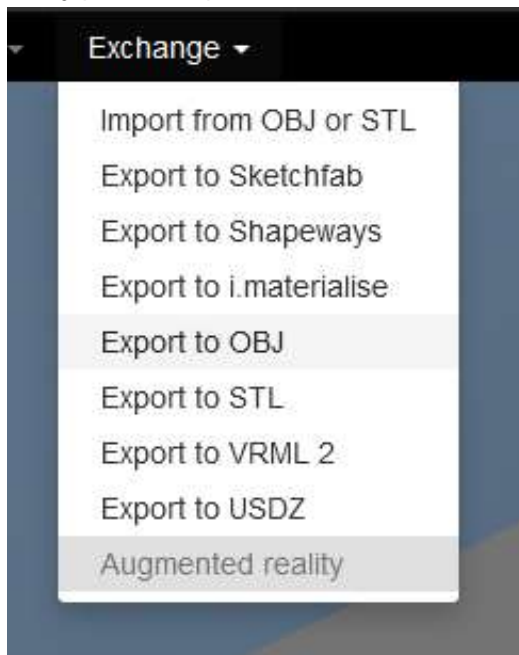 Exchange
Import from OBJ or STL
Export to Sketchfab
Export to Shapeways
Export to i.materialise
Export to OBJ
Export to STL
Export to VRML 2
Export to USDZ
Augmented reality